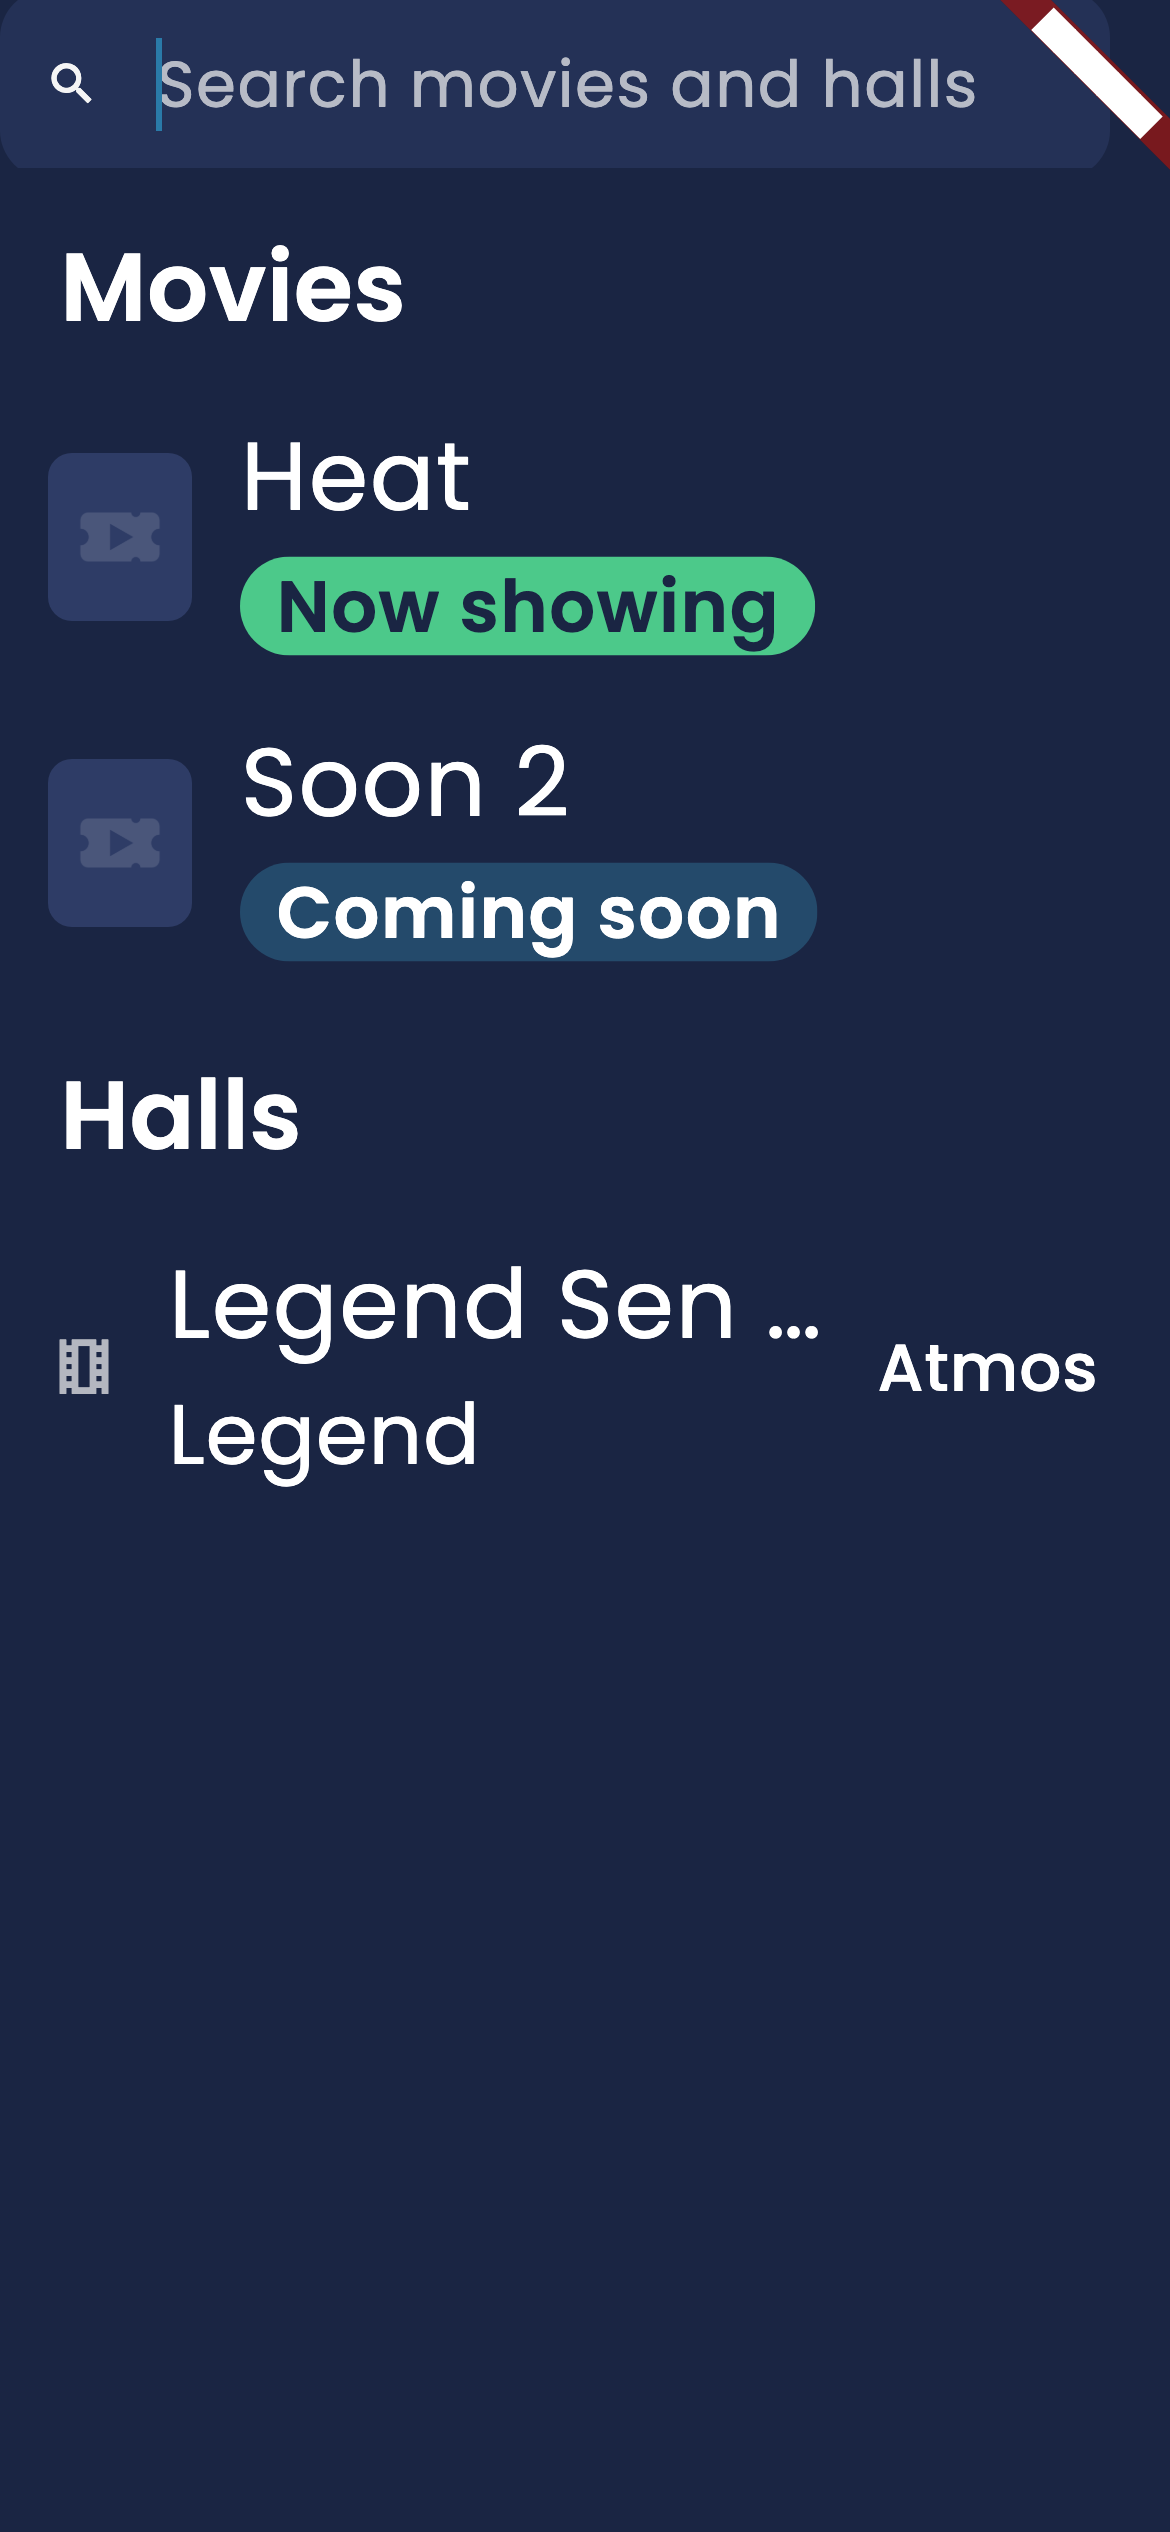 Search movies and halls
Movies
Heat
Now showing
Soon 2
Coming soon
Halls
Legend Sen ...
Atmos
Legend